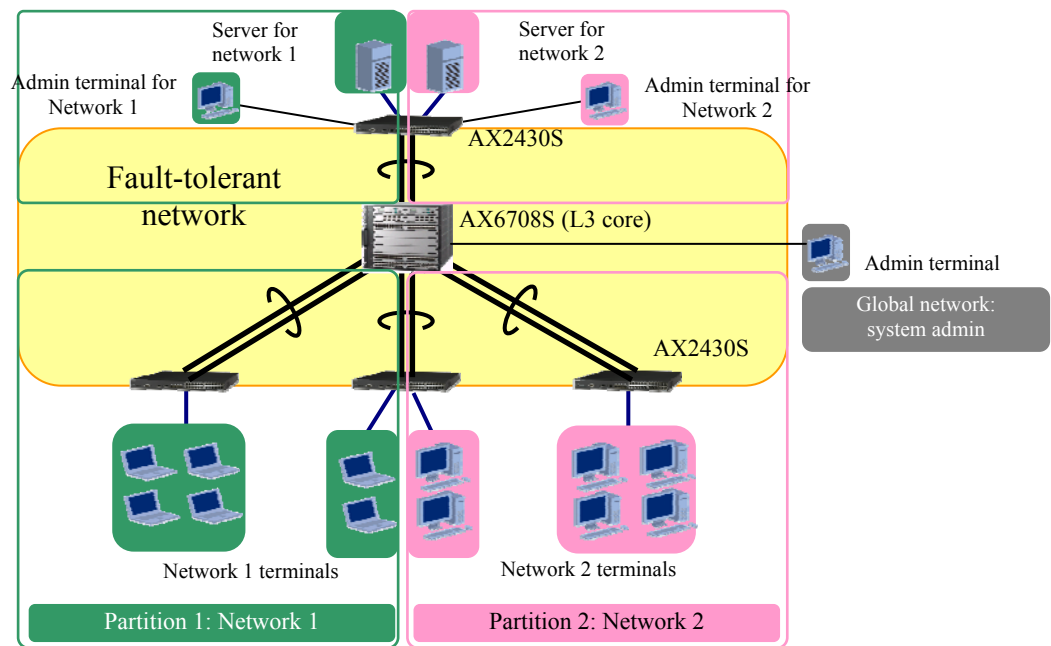 Server for
network 1
Server for
network 2
Admin terminal for
Network 1
Admin terminal for
Network 2
AX2430S
Fault-tolerant
network
AX6708S (L3 core)
Admin terminal
Global network:
system admin
AX2430S
Network 1 terminals
Network 2 terminals
Partition 1: Network 1
Partition 2: Network 2